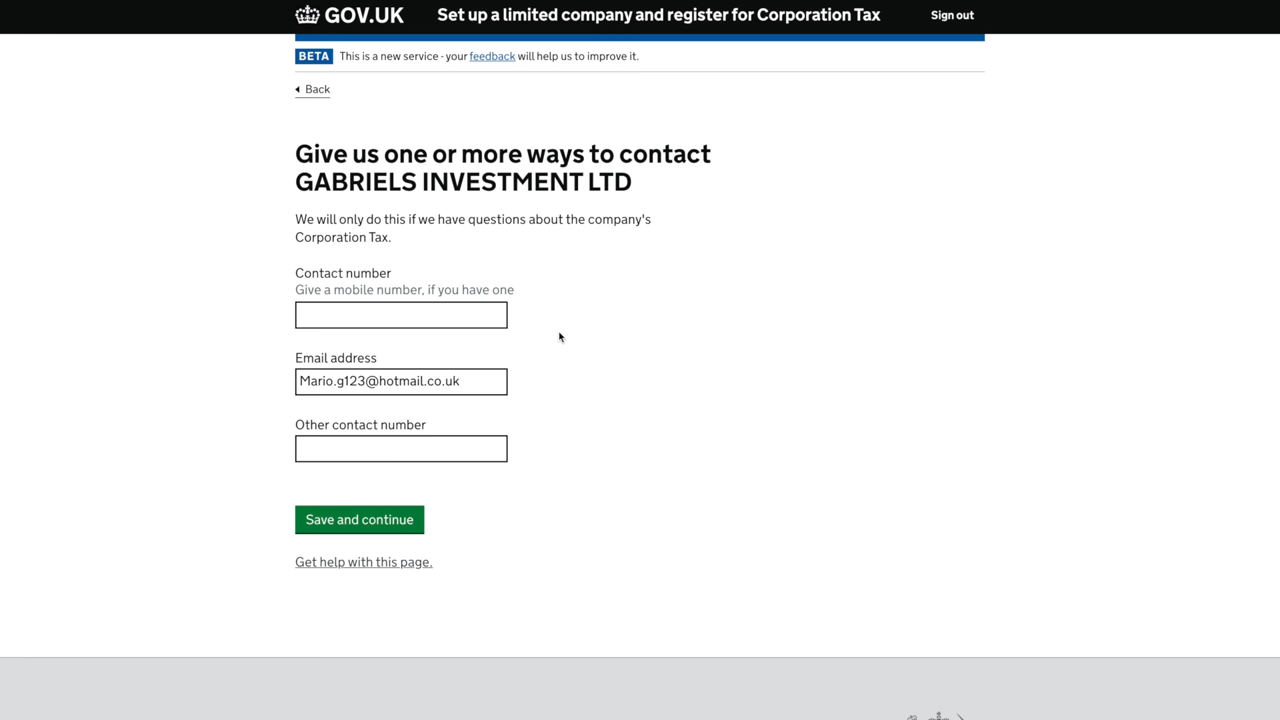 GOV.UK Set up a limited company and register for Corporation Tax Sign out
BETA This is a new service - your feedback will help us to improve it.
Back
Give us one or more ways to contact
GABRIELS INVESTMENT LTD
We will only do this if we have questions about the company's
Corporation Tax.
Contact number
Give a mobile number, if you have one
Email address
Mario.g123@hotmail.co.uk
Other contact number
Save and continue
Get help with this page.